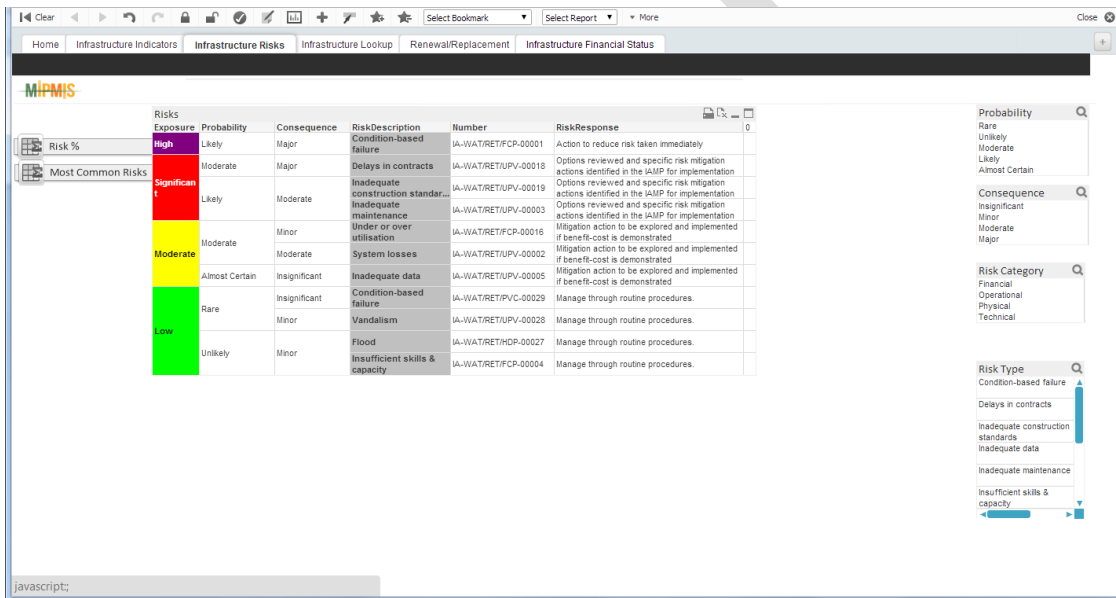 Clear Select Bookmark Select Report More Close
Home Infrastructure Indicators Infrastructure Risks Infrastructure Lookup Renewal/Replacement Infrastructure Financial Status
MiPMIS
Risk %
Most Common Risks
Risks
Exposure Probability Consequence RiskDescription Number RiskResponse 0
High Likely Major Condition-based
failure IA-WAT/RET/FCP-00001 Action to reduce risk taken immediately
Significan
t Moderate Major Delays in contracts IA-WAT/RET/UPV-00018 Options reviewed and specific risk mitigation
actions identified in the IAMP for implementation
Likely Moderate Inadequate
construction standar... IA-WAT/RET/UPV-00019 Options reviewed and specific risk mitigation
actions identified in the IAMP for implementation
Inadequate
maintenance IA-WAT/RET/UPV-00003 Options reviewed and specific risk mitigation
actions identified in the IAMP for implementation
Moderate Moderate Minor Under or over
utilisation IA-WAT/RET/FCP-00016 Mitigation action to be explored and implemented
if benefit-cost is demonstrated
Moderate System losses IA-WAT/RET/UPV-00002 Mitigation action to be explored and implemented
if benefit-cost is demonstrated
Almost Certain Insignificant Inadequate data IA-WAT/RET/UPV-00005 Mitigation action to be explored and implemented
if benefit-cost is demonstrated
Low Rare Insignificant Condition-based
failure IA-WAT/RET/PVC-00029 Manage through routine procedures.
Minor Vandalism IA-WAT/RET/UPV-00028 Manage through routine procedures.
Unlikely Minor Flood IA-WAT/RET/HDP-00027 Manage through routine procedures.
Insufficient skills &
capacity IA-WAT/RET/FCP-00004 Manage through routine procedures.
Probability
Rare
Unlikely
Moderate
Likely
Almost Certain
Consequence
Insignificant
Minor
Moderate
Major
Risk Category
Financial
Operational
Physical
Technical
Risk Type
Condition-based failure
Delays in contracts
Inadequate construction
standards
Inadequate data
Inadequate maintenance
Insufficient skills &
capacity
javascript:;